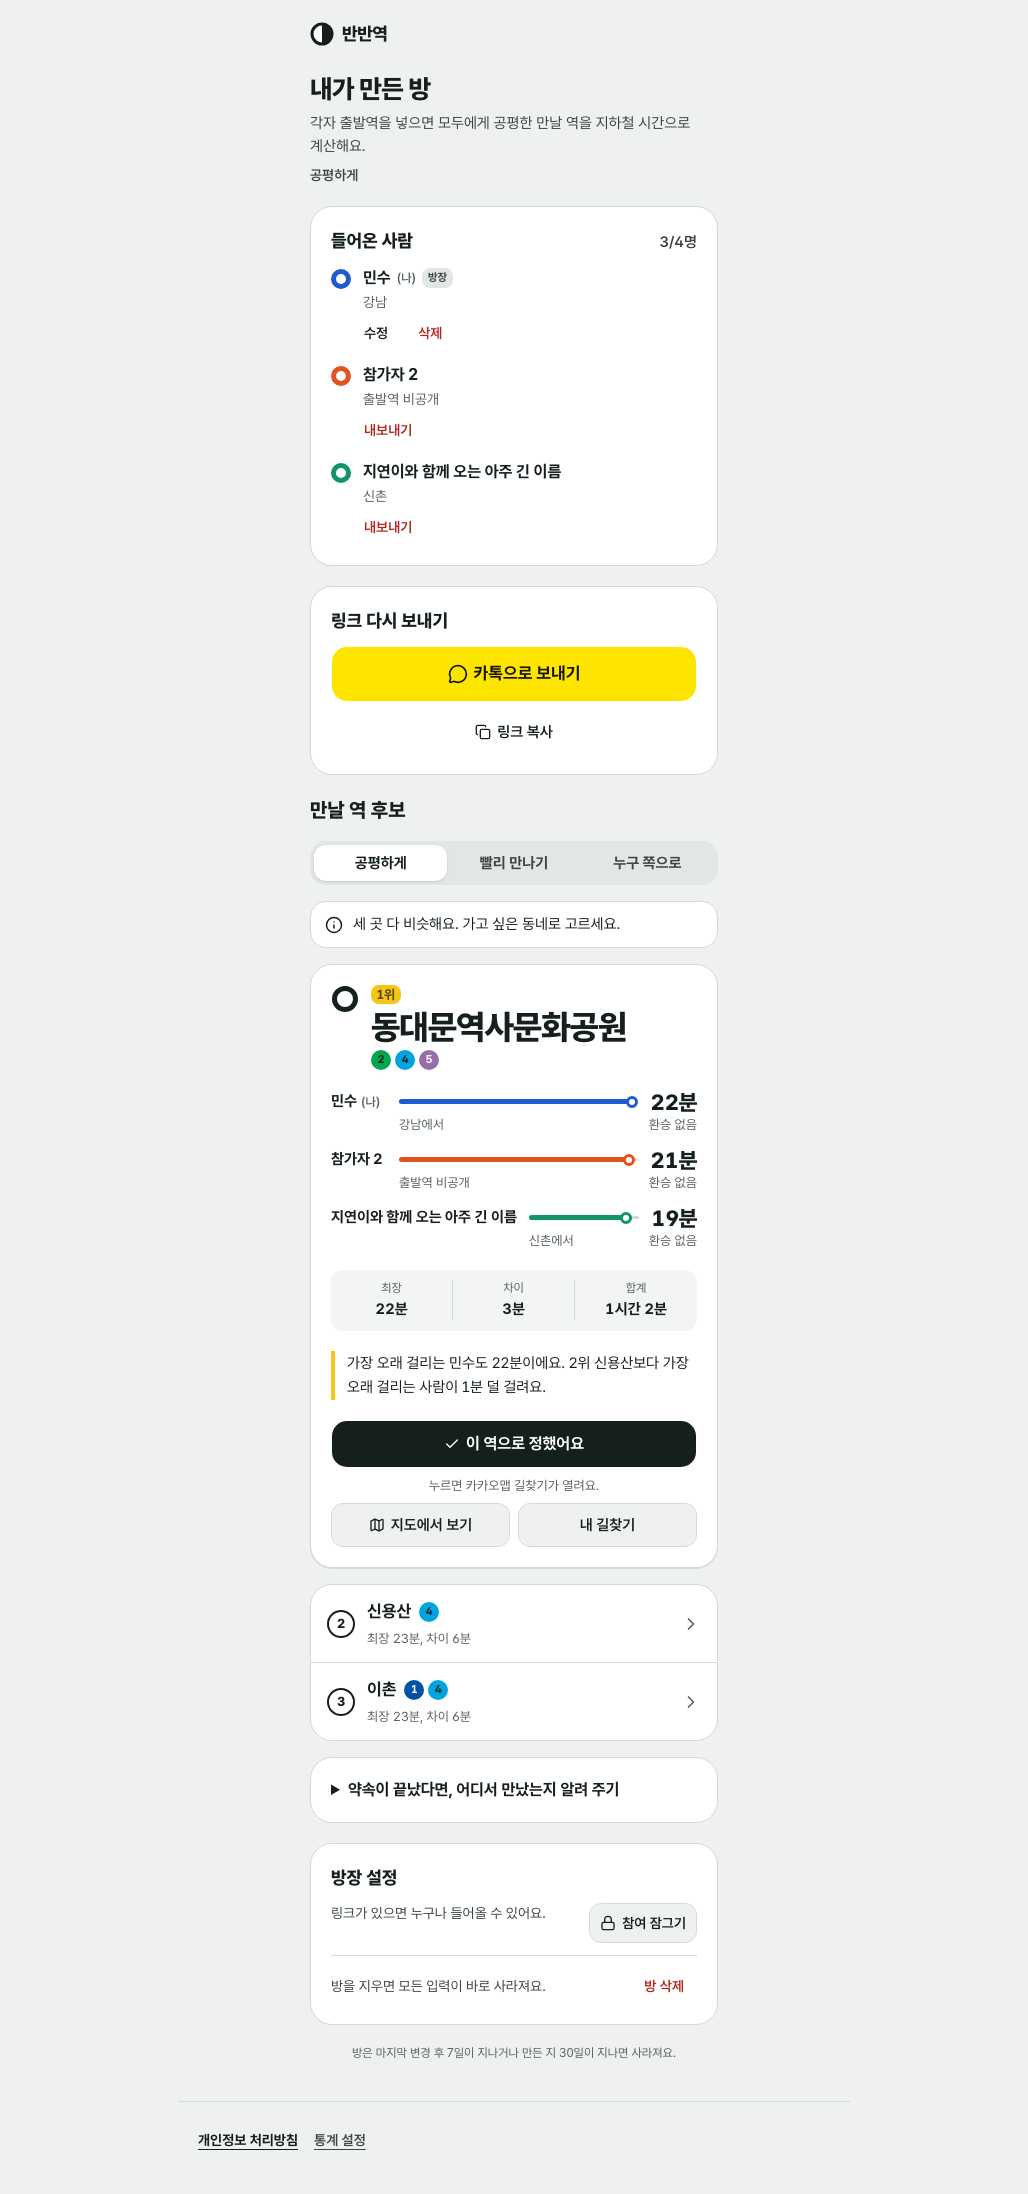 반반역
내가 만든 방
각자 출발역을 넣으면 모두에게 공평한 만날 역을 지하철 시간으로
계산해요.
공평하게
들어온 사람 3/4명
민수 (나) 방장
강남
수정 삭제
참가자 2
출발역 비공개
내보내기
지연이와 함께 오는 아주 긴 이름
신촌
내보내기
링크 다시 보내기
카톡으로 보내기
링크 복사
만날 역 후보
공평하게 빨리 만나기 누구 쪽으로
세 곳 다 비슷해요. 가고 싶은 동네로 고르세요.
1위
동대문역사문화공원
2 4 5
민수 (나) 22분
강남에서 환승 없음
참가자 2 21분
출발역 비공개 환승 없음
지연이와 함께 오는 아주 긴 이름 19분
신촌에서 환승 없음
최장 차이 합계
22분 3분 1시간 2분
가장 오래 걸리는 민수도 22분이에요. 2위 신용산보다 가장
오래 걸리는 사람이 1분 덜 걸려요.
이 역으로 정했어요
누르면 카카오맵 길찾기가 열려요.
지도에서 보기 내 길찾기
2 신용산 4
최장 23분, 차이 6분
3 이촌 1 4
최장 23분, 차이 6분
약속이 끝났다면, 어디서 만났는지 알려 주기
방장 설정
링크가 있으면 누구나 들어올 수 있어요. 참여 잠그기
방을 지우면 모든 입력이 바로 사라져요. 방 삭제
방은 마지막 변경 후 7일이 지나거나 만든 지 30일이 지나면 사라져요.
개인정보 처리방침 통계 설정